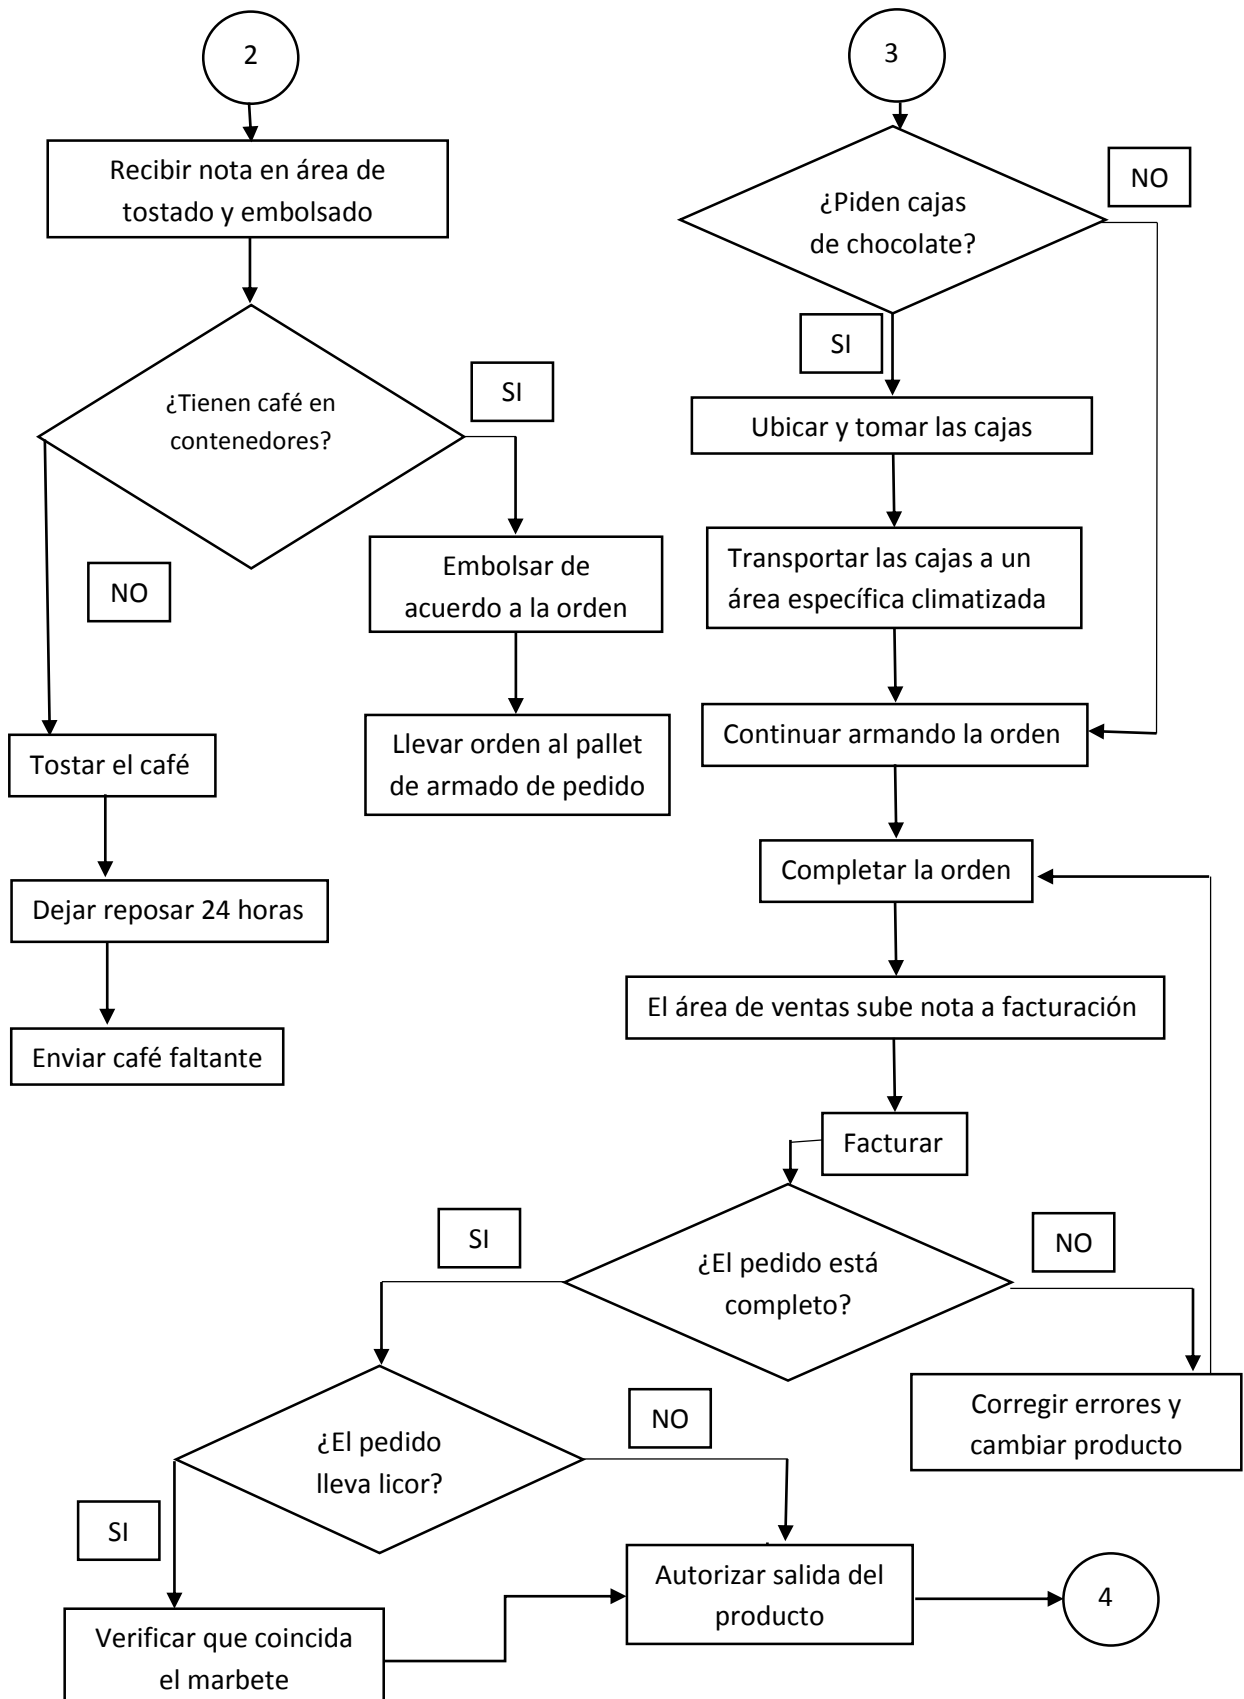 2
Recibir nota en área de
tostado y embolsado
¿Tienen café en
contenedores?
SI
NO
Embolsar de
acuerdo a la orden
Llevar orden al pallet
de armado de pedido
Tostar el café
Dejar reposar 24 horas
Enviar café faltante
3
¿Piden cajas
de chocolate?
NO
SI
Ubicar y tomar las cajas
Transportar las cajas a un
área específica climatizada
Continuar armando la orden
Completar la orden
El área de ventas sube nota a facturación
Facturar
¿El pedido está
completo?
SI
NO
Corregir errores y
cambiar producto
¿El pedido
lleva licor?
NO
SI
Verificar que coincida
el marbete
Autorizar salida del
producto
4